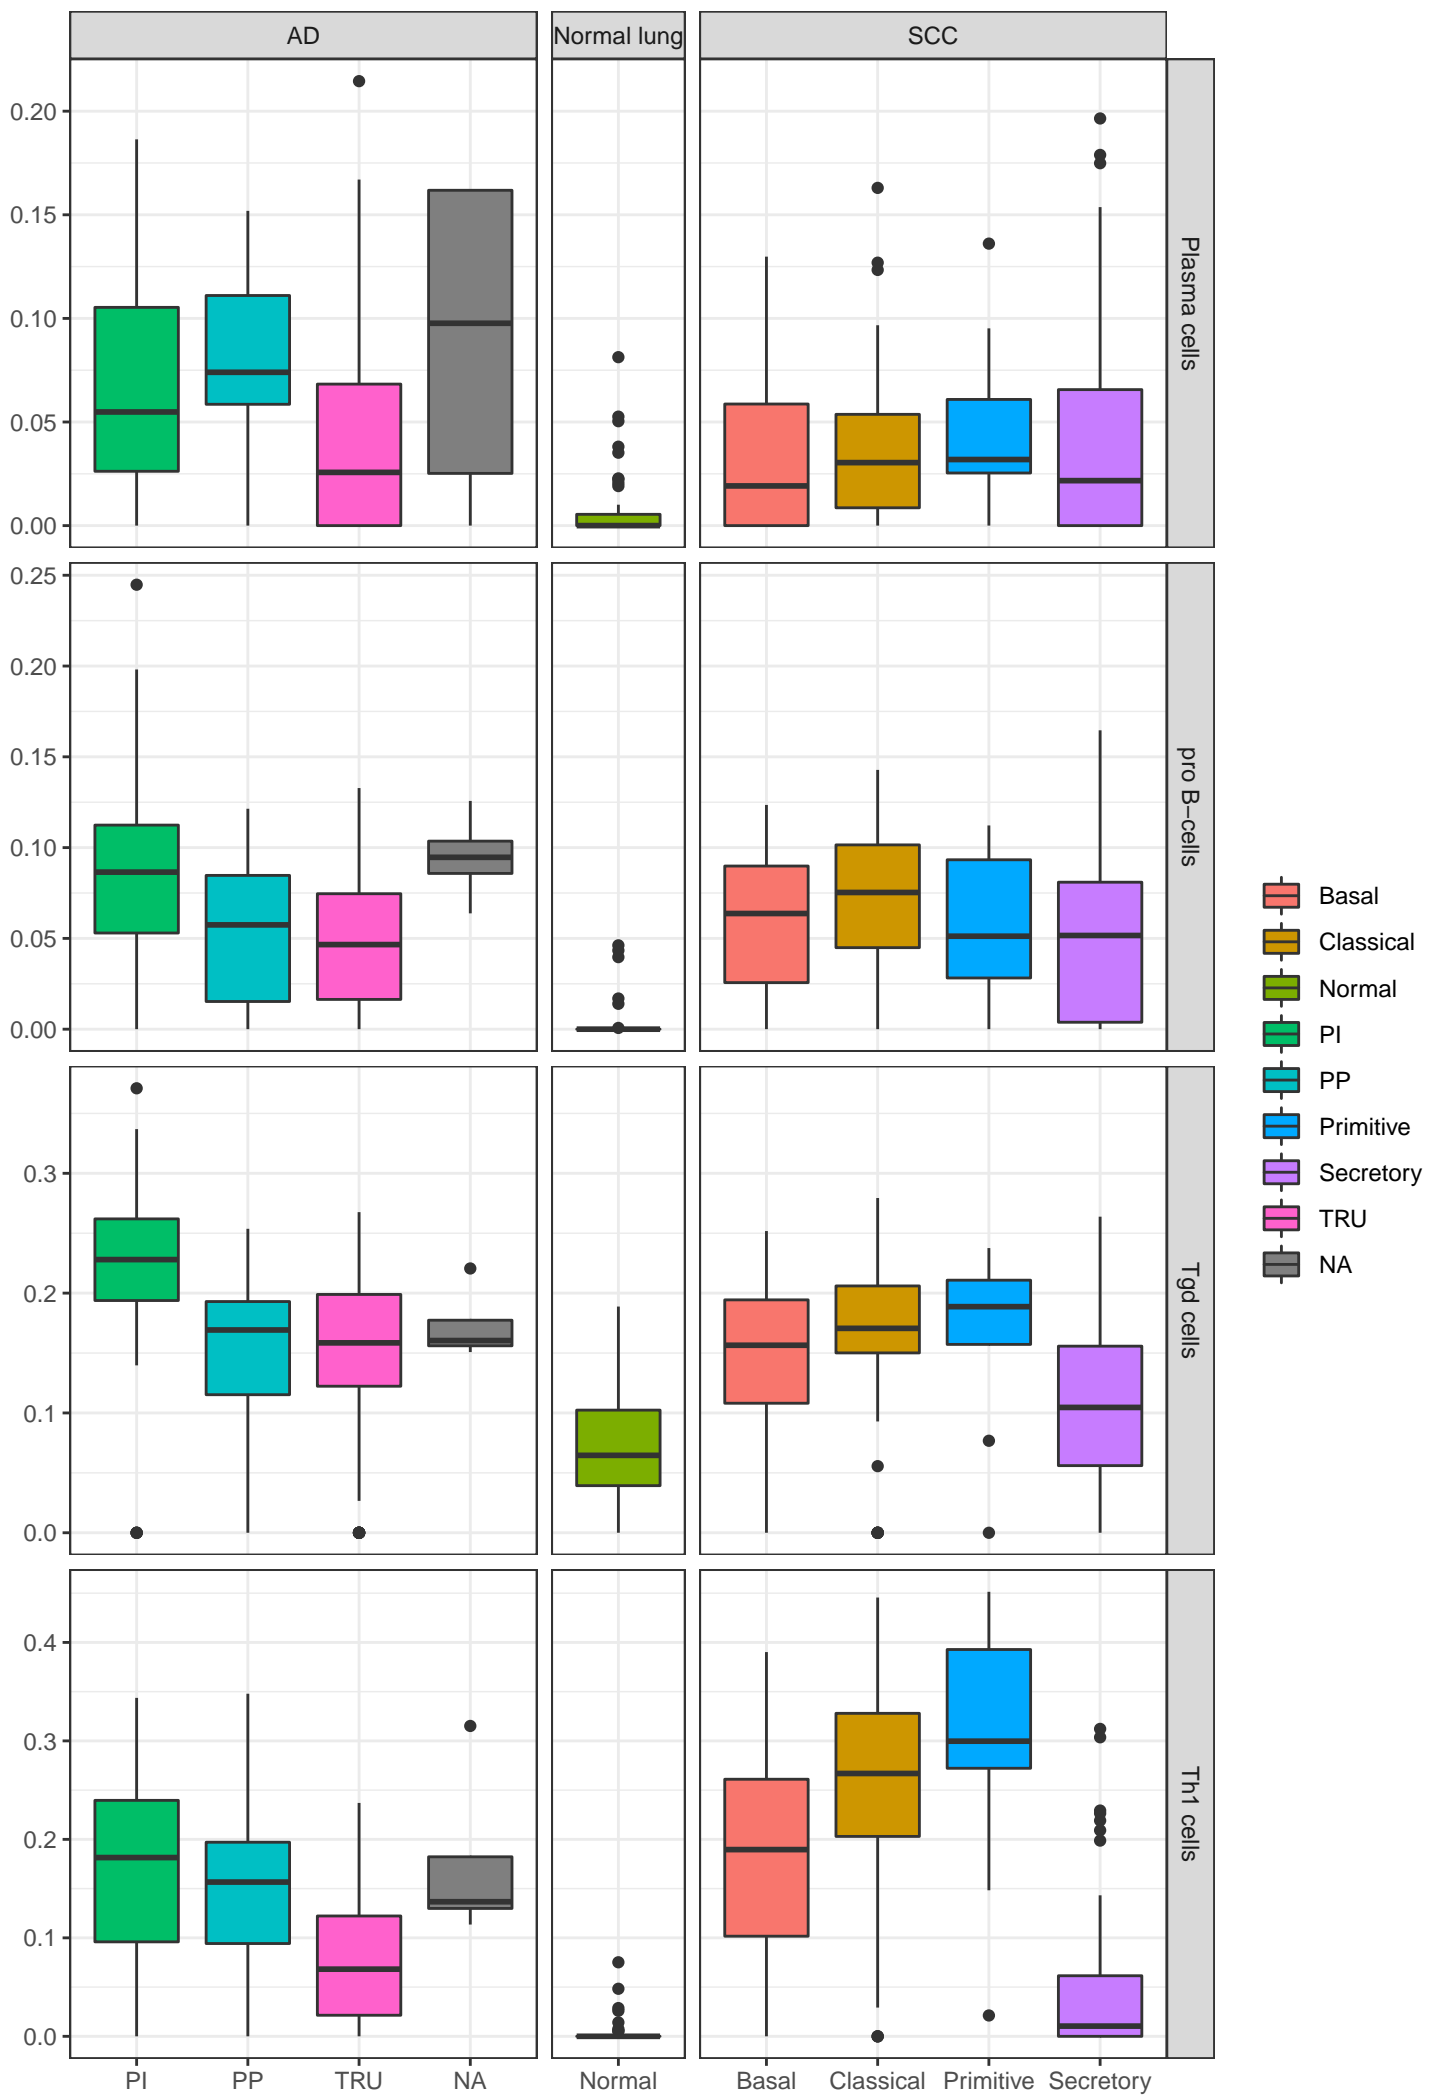 AD
Normal lung
SCC
0.20
0.15
0.10
0.05
0.00
Plasma cells
0.25
0.20
0.15
0.10
0.05
0.00
pro B−cells
0.3
0.2
0.1
0.0
Tgd cells
0.4
0.3
0.2
0.1
0.0
Th1 cells
PI
PP
TRU
NA
Normal
Basal
Classical
Primitive
Secretory
Basal
Classical
Normal
PI
PP
Primitive
Secretory
TRU
NA